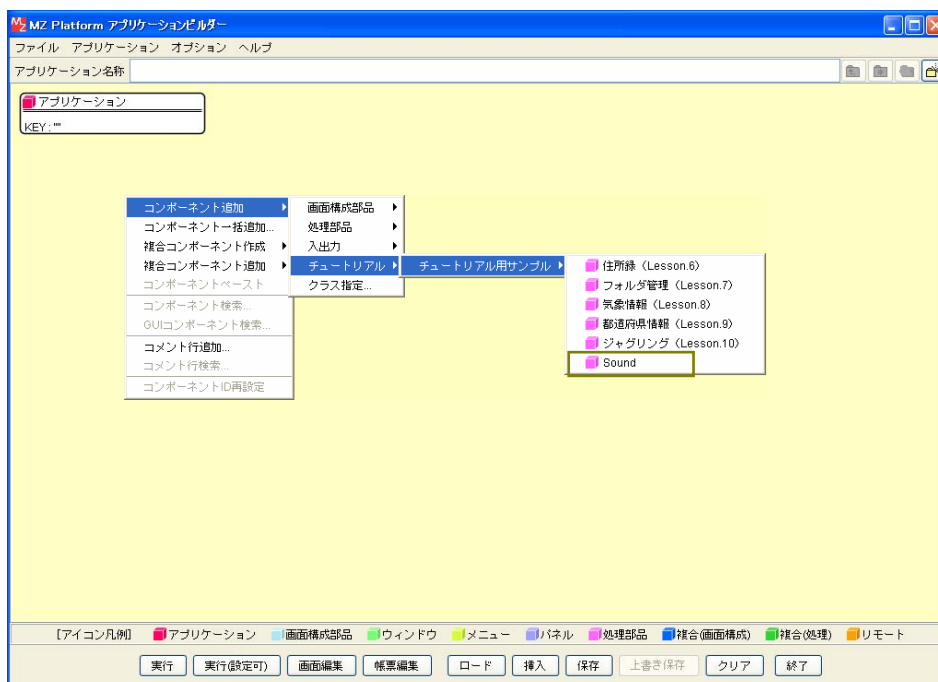 MZ Platform アプリケーションビルダー
ファイル アプリケーション オプション ヘルプ
アプリケーション名称
アプリケーション
KEY : ""
コンポーネント追加
コンポーネント一括追加...
複合コンポーネント作成
複合コンポーネント追加
コンポーネントペースト
コンポーネント検索...
GUIコンポーネント検索...
コメント行追加...
コメント行検索...
コンポーネントID再設定
画面構成部品
処理部品
入出力
チュートリアル
クラス指定...
チュートリアル用サンプル
住所録（Lesson.6）
フォルダ管理（Lesson.7）
気象情報（Lesson.8）
都道府県情報（Lesson.9）
ジャグリング（Lesson.10）
Sound
[アイコン凡例] アプリケーション 画面構成部品 ウィンドウ メニュー パネル 処理部品 複合(画面構成) 複合(処理) リモート
実行 実行(設定可) 画面編集 帳票編集 ロード 挿入 保存 上書き保存 クリア 終了